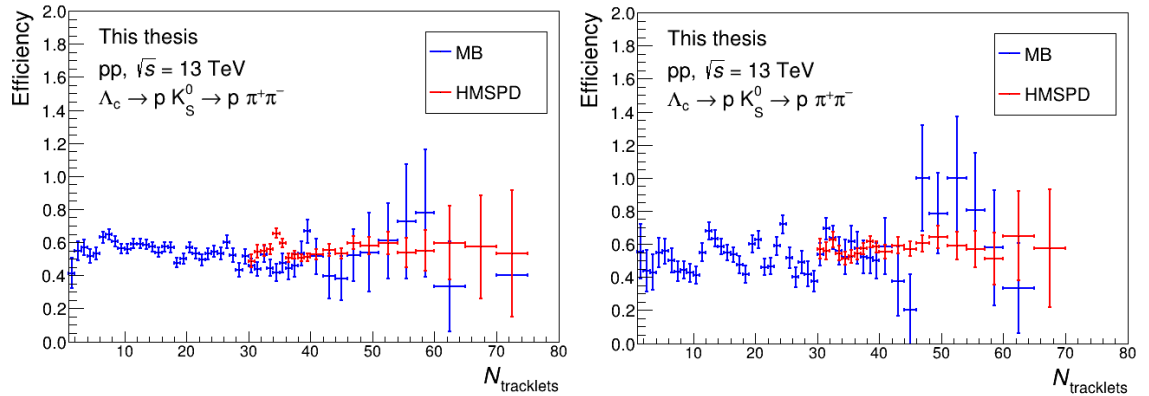 Efficiency
2.0
1.8
1.6
1.4
1.2
1.0
0.8
0.6
0.4
0.2
0.0
This thesis
pp, √s = 13 TeV
Λc → p K⁰S → p π⁺π⁻
MB
HMSPD
10 20 30 40 50 60 70 80
Ntracklets
Efficiency
2.0
1.8
1.6
1.4
1.2
1.0
0.8
0.6
0.4
0.2
0.0
This thesis
pp, √s = 13 TeV
Λc → p K⁰S → p π⁺π⁻
MB
HMSPD
10 20 30 40 50 60 70 80
Ntracklets